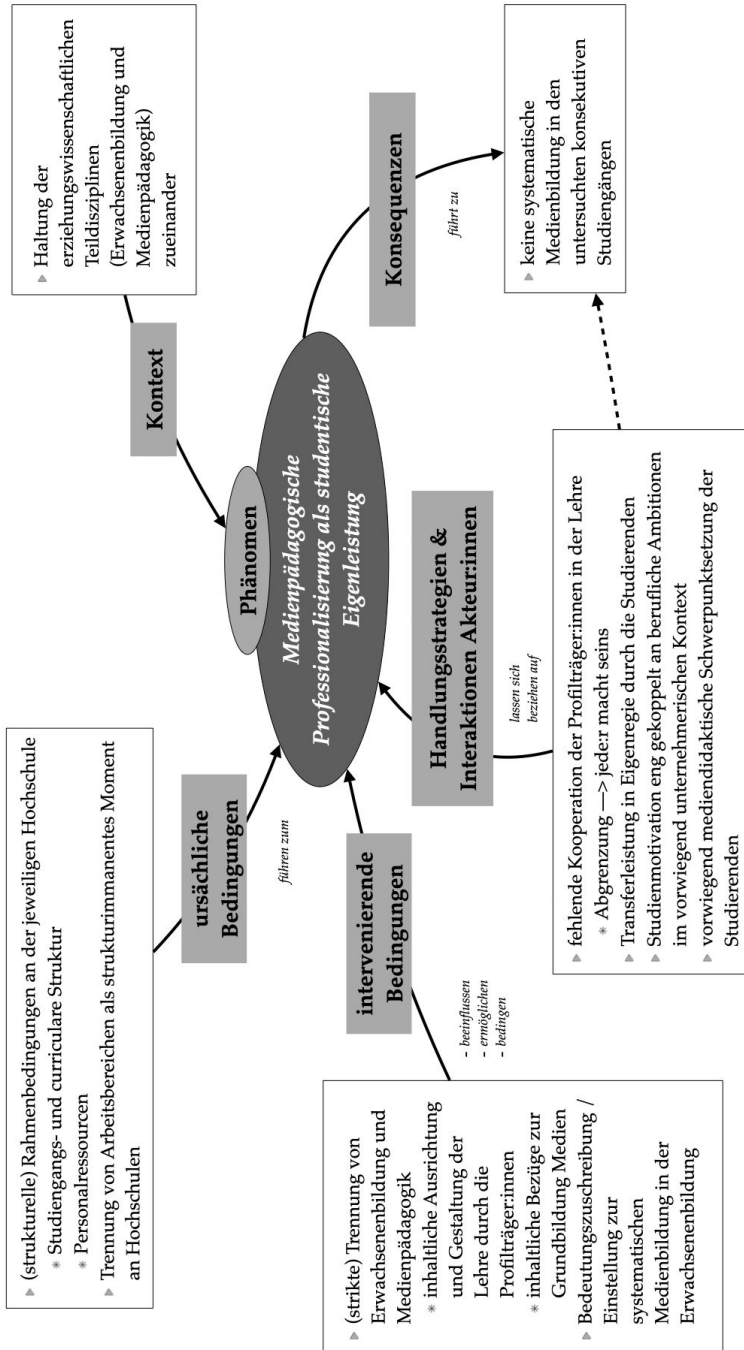 ▹ (strukturelle) Rahmenbedingungen an der jeweiligen Hochschule
* Studiengangs- und curriculare Struktur
* Personalressourcen
▹ Trennung von Arbeitsbereichen als strukturimmanentes Moment
an Hochschulen
▹ Haltung der
erziehungswissenschaftlichen
Teildisziplinen
(Erwachsenenbildung und
Medienpädagogik)
zueinander
ursächliche
Bedingungen
führen zum
Kontext
Phänomen
Medienpädagogische
Professionalisierung als studentische
Eigenleistung
intervenierende
Bedingungen
- beeinflussen
- ermöglichen
- bedingen
Handlungsstrategien &
Interaktionen Akteur:innen
lassen sich
beziehen auf
Konsequenzen
führt zu
▹ (strikte) Trennung von
Erwachsenenbildung und
Medienpädagogik
* inhaltliche Ausrichtung
und Gestaltung der
Lehre durch die
Profilträger:innen
* inhaltliche Bezüge zur
Grundbildung Medien
▹ Bedeutungszuschreibung /
Einstellung zur
systematischen
Medienbildung in der
Erwachsenenbildung
▹ fehlende Kooperation der Profilträger:innen in der Lehre
* Abgrenzung —> jede:r macht seins
▹ Transferleistung in Eigenregie durch die Studierenden
▹ Studienmotivation eng gekoppelt an berufliche Ambitionen
im vorwiegend unternehmerischen Kontext
▹ vorwiegend mediendidaktische Schwerpunktsetzung der
Studierenden
▹ keine systematische
Medienbildung in den
untersuchten konsekutiven
Studiengängen